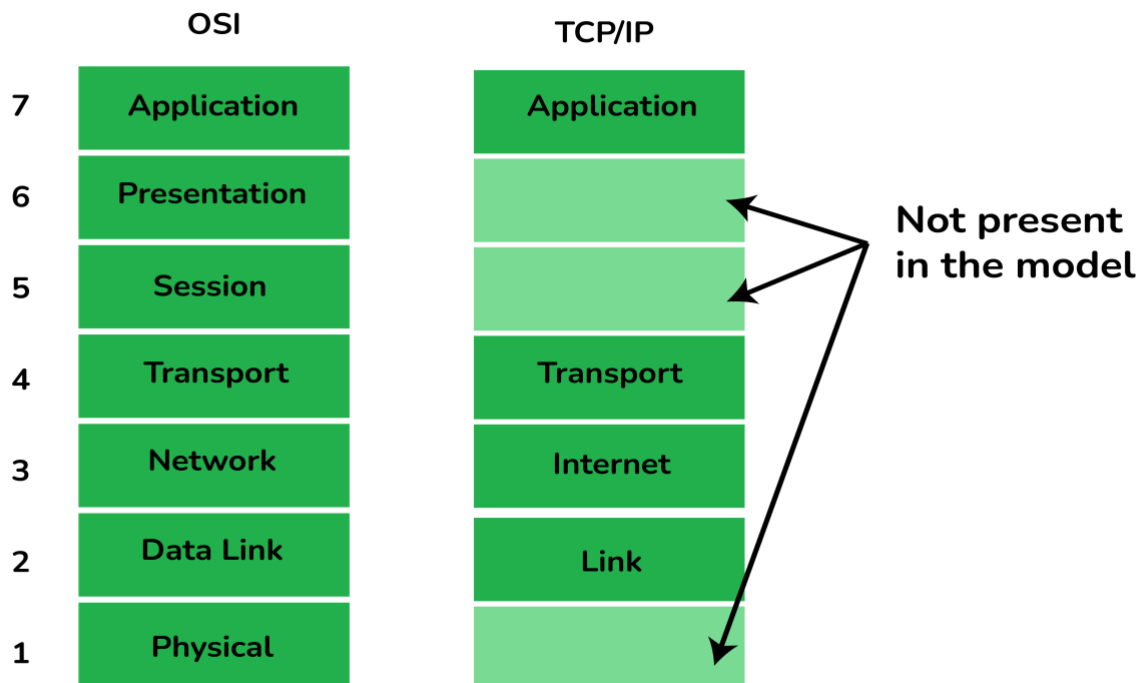 OSI
TCP/IP
7
Application
Application
6
Presentation
Not present
in the model
5
Session
4
Transport
Transport
3
Network
Internet
2
Data Link
Link
1
Physical